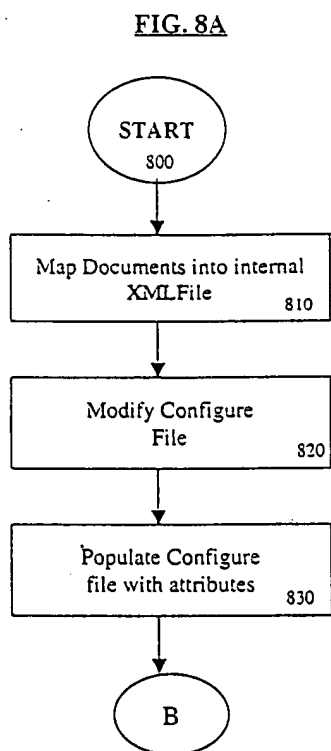 FIG. 8A
START
800
Map Documents into internal
XMLFile
810
Modify Configure
File
820
Populate Configure
file with attributes
830
B